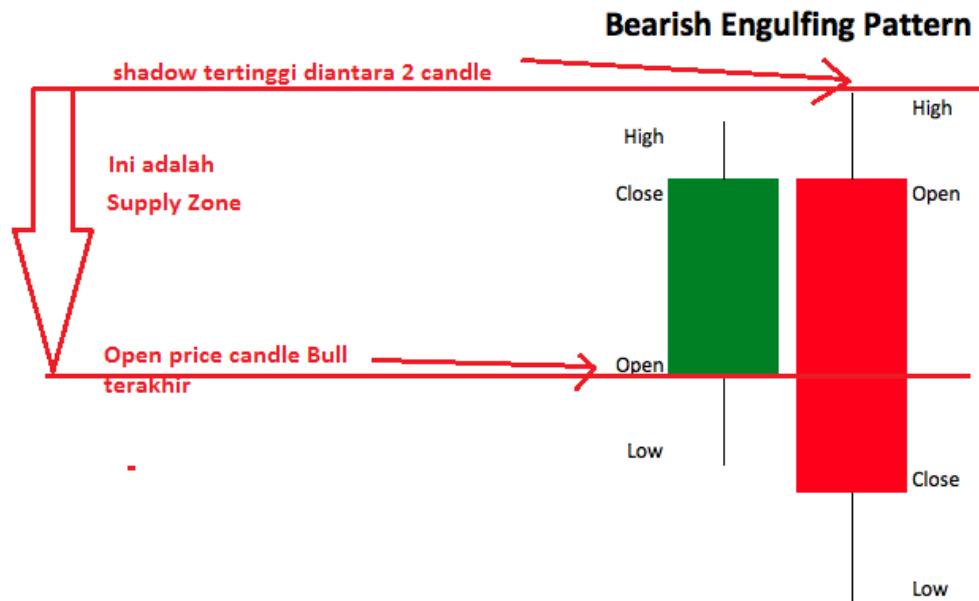 Bearish Engulfing Pattern
shadow tertinggi diantara 2 candle
High
High
Ini adalah
Supply Zone
Close
Open
Open price candle Bull
terakhir
Open
Low
Close
Low